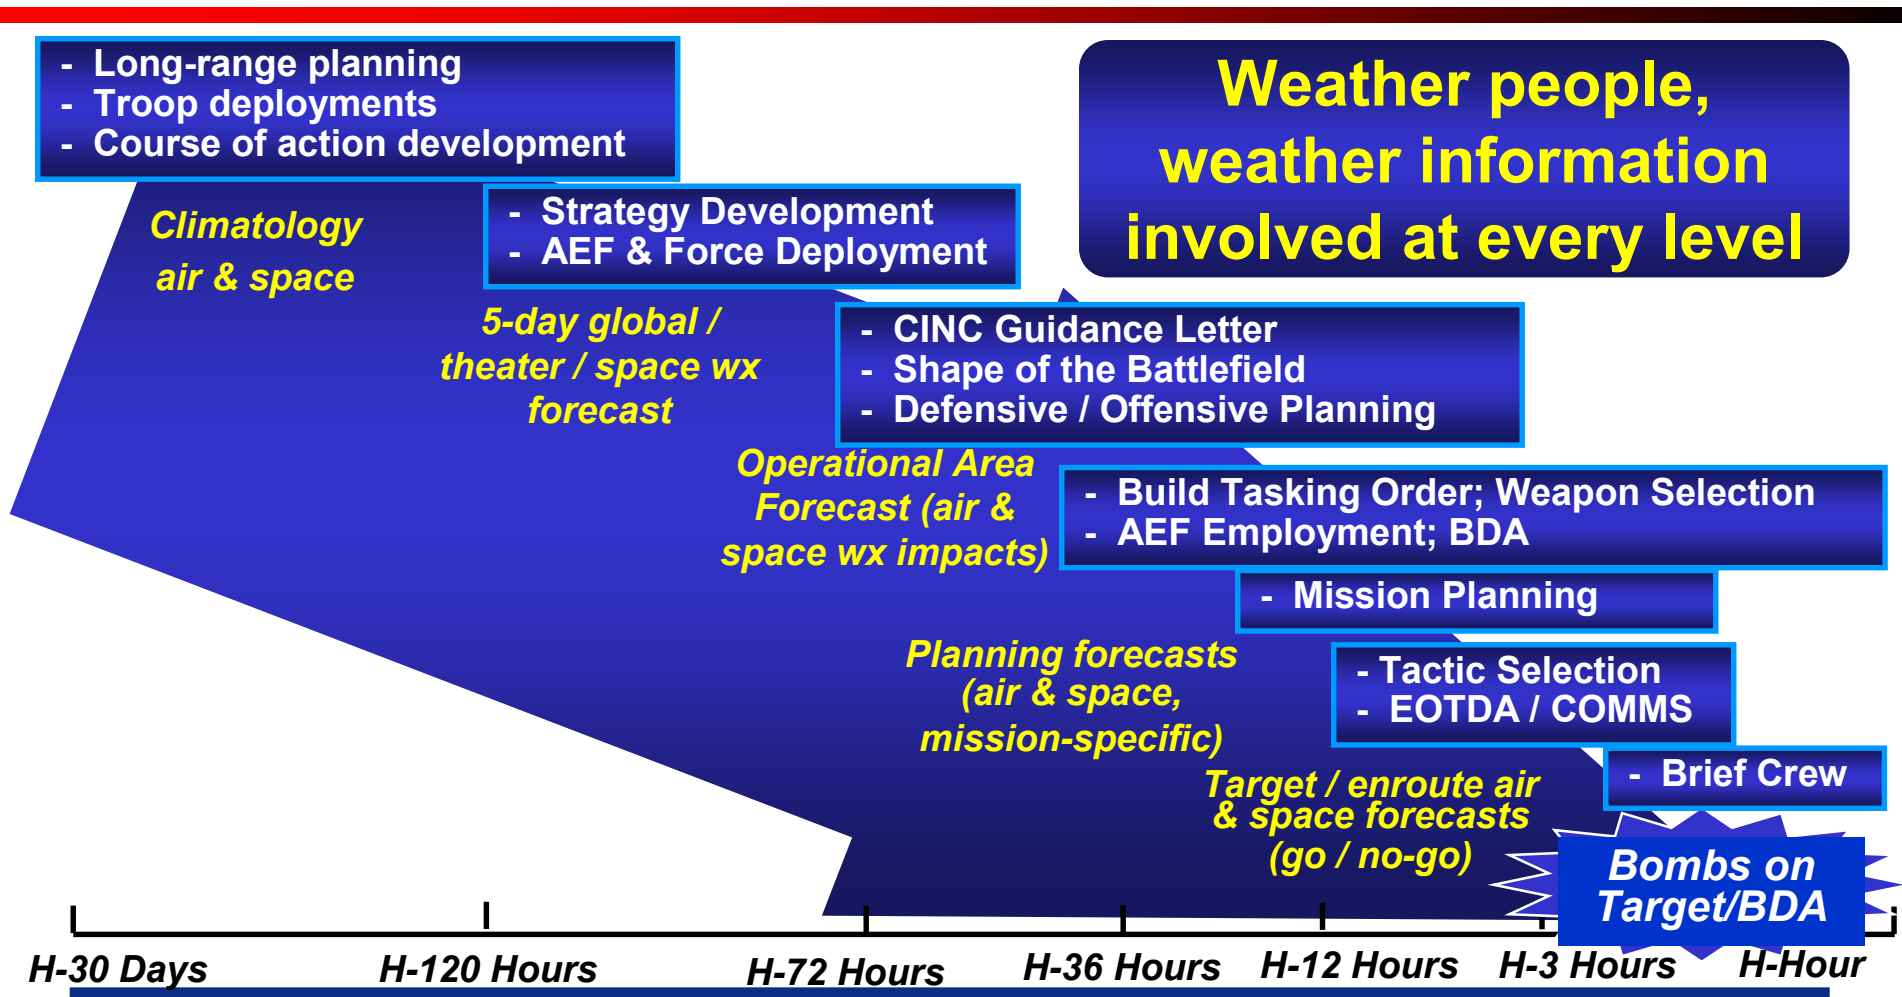 - Long-range planning
- Troop deployments
- Course of action development
Weather people,
weather information
involved at every level
Climatology
air & space
- Strategy Development
- AEF & Force Deployment
5-day global /
theater / space wx
forecast
- CINC Guidance Letter
- Shape of the Battlefield
- Defensive / Offensive Planning
Operational Area
Forecast (air &
space wx impacts)
- Build Tasking Order; Weapon Selection
- AEF Employment; BDA
- Mission Planning
Planning forecasts
(air & space,
mission-specific)
- Tactic Selection
- EOTDA / COMMS
- Brief Crew
Target / enroute air
& space forecasts
(go / no-go)
Bombs on
Target/BDA
H-30 Days
H-120 Hours
H-72 Hours
H-36 Hours
H-12 Hours
H-3 Hours
H-Hour